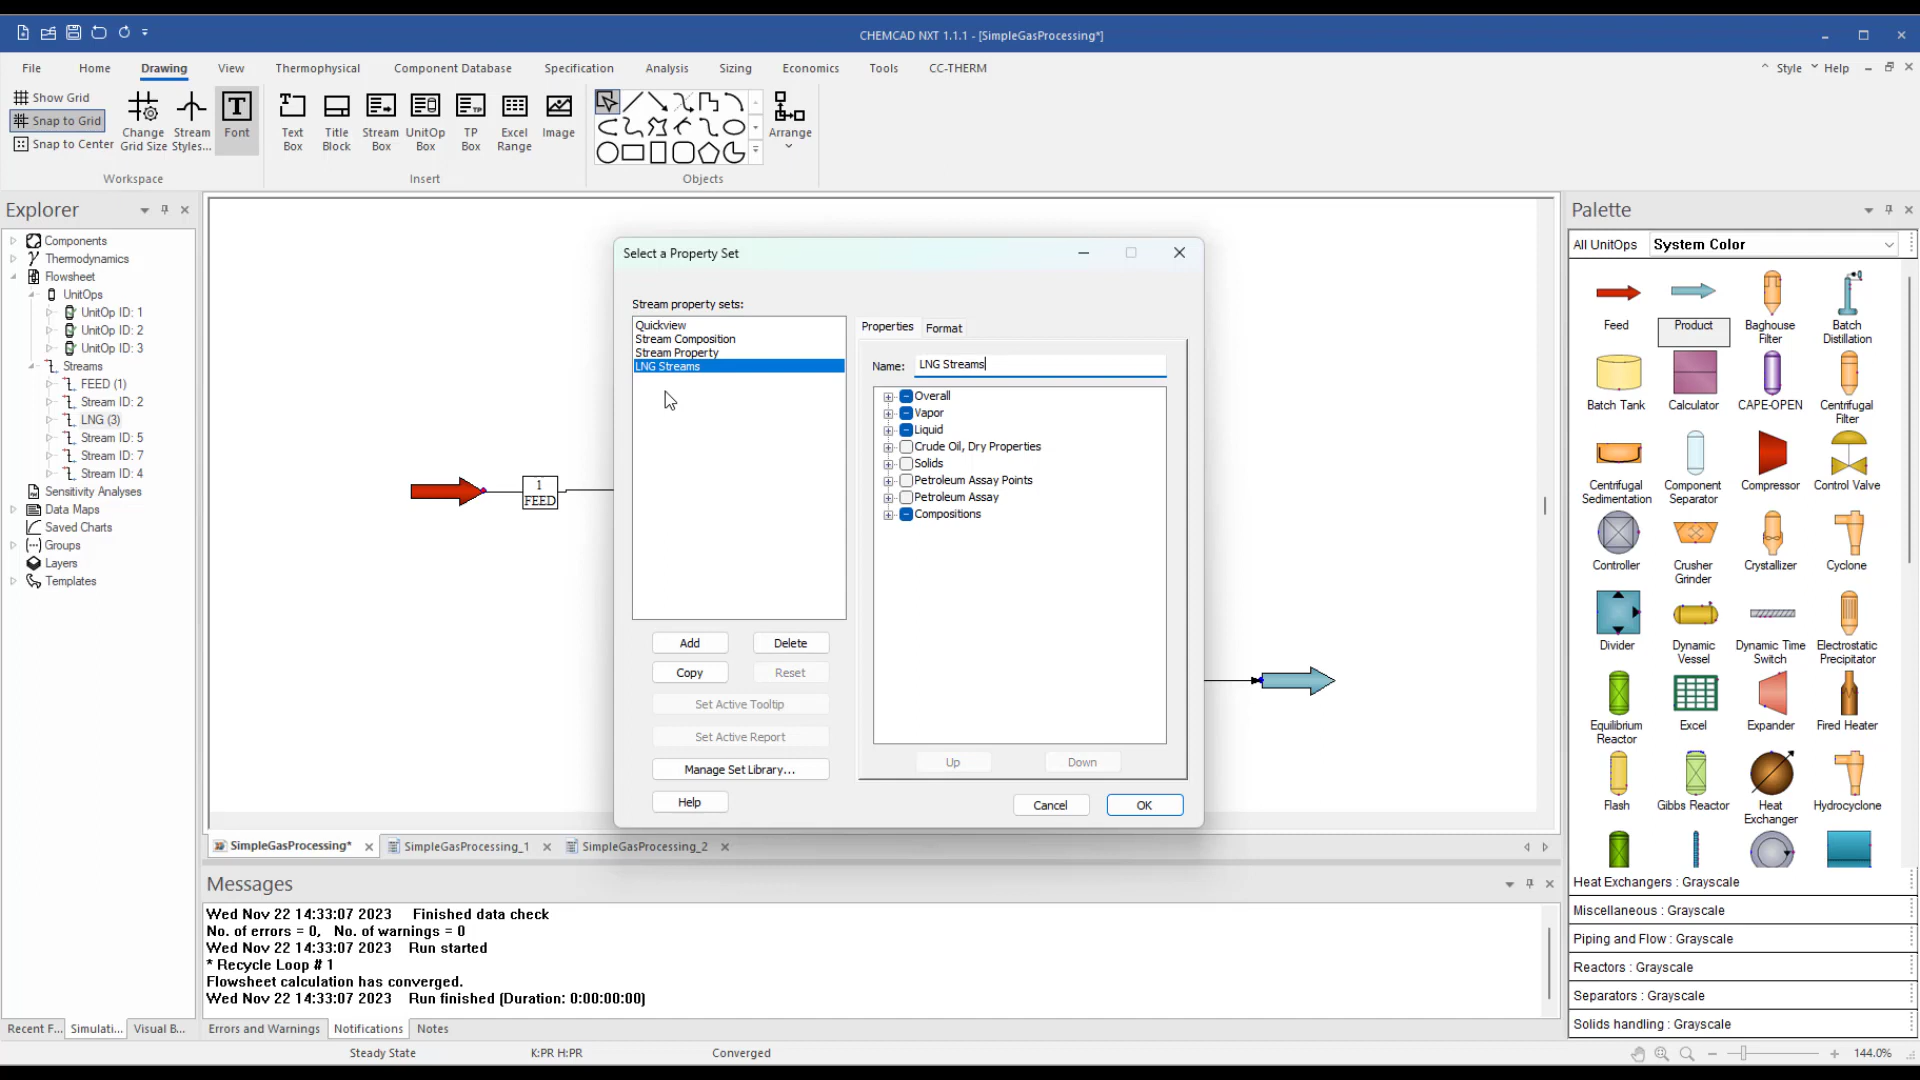 CHEMCAD NXT 1.1.1 - [SimpleGasProcessing*]
File Home Drawing View Thermophysical Component Database Specification Analysis Sizing Economics Tools CC-THERM Style Help
Show Grid
Snap to Grid
Snap to Center
Change Grid Size
Stream Styles...
Font
Workspace
Text Box
Title Block
Stream Box
UnitOp Box
TP Box
Excel Range
Image
Insert
Arrange
Objects
Explorer
Components
Thermodynamics
Flowsheet
UnitOps
UnitOp ID: 1
UnitOp ID: 2
UnitOp ID: 3
Streams
FEED (1)
Stream ID: 2
LNG (3)
Stream ID: 5
Stream ID: 7
Stream ID: 4
Sensitivity Analyses
Data Maps
Saved Charts
Groups
Layers
Templates
Recent F... Simulati... Visual B...
1
FEED
Select a Property Set
Stream property sets:
Quickview
Stream Composition
Stream Property
LNG Streams
Add Delete
Copy Reset
Set Active Tooltip
Set Active Report
Manage Set Library...
Help
Properties Format
Name: LNG Streams
Overall
Vapor
Liquid
Crude Oil, Dry Properties
Solids
Petroleum Assay Points
Petroleum Assay
Compositions
Up Down
Cancel OK
SimpleGasProcessing* SimpleGasProcessing_1 SimpleGasProcessing_2
Messages
Wed Nov 22 14:33:07 2023 Finished data check
No. of errors = 0, No. of warnings = 0
Wed Nov 22 14:33:07 2023 Run started
* Recycle Loop # 1
Flowsheet calculation has converged.
Wed Nov 22 14:33:07 2023 Run finished (Duration: 0:00:00:00)
Errors and Warnings Notifications Notes
Palette
All UnitOps System Color
Feed
Product
Baghouse Filter
Batch Distillation
Batch Tank
Calculator
CAPE-OPEN
Centrifugal Filter
Centrifugal Sedimentation
Component Separator
Compressor
Control Valve
Controller
Crusher Grinder
Crystallizer
Cyclone
Divider
Dynamic Vessel
Dynamic Time Switch
Electrostatic Precipitator
Equilibrium Reactor
Excel
Expander
Fired Heater
Flash
Gibbs Reactor
Heat Exchanger
Hydrocyclone
Heat Exchangers : Grayscale
Miscellaneous : Grayscale
Piping and Flow : Grayscale
Reactors : Grayscale
Separators : Grayscale
Solids handling : Grayscale
Steady State K:PR H:PR Converged 144.0%